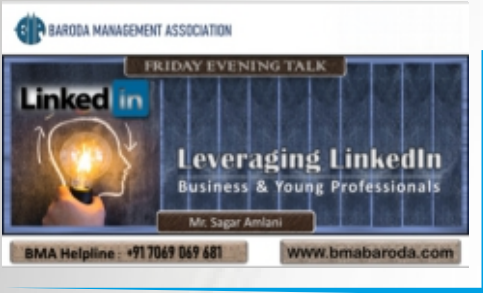 BMA BARODA MANAGEMENT ASSOCIATION
FRIDAY EVENING TALK
Linked in
Leveraging LinkedIn
Business & Young Professionals
Mr. Sagar Amlani
BMA Helpline : +91 7069 069 681
www.bmabaroda.com